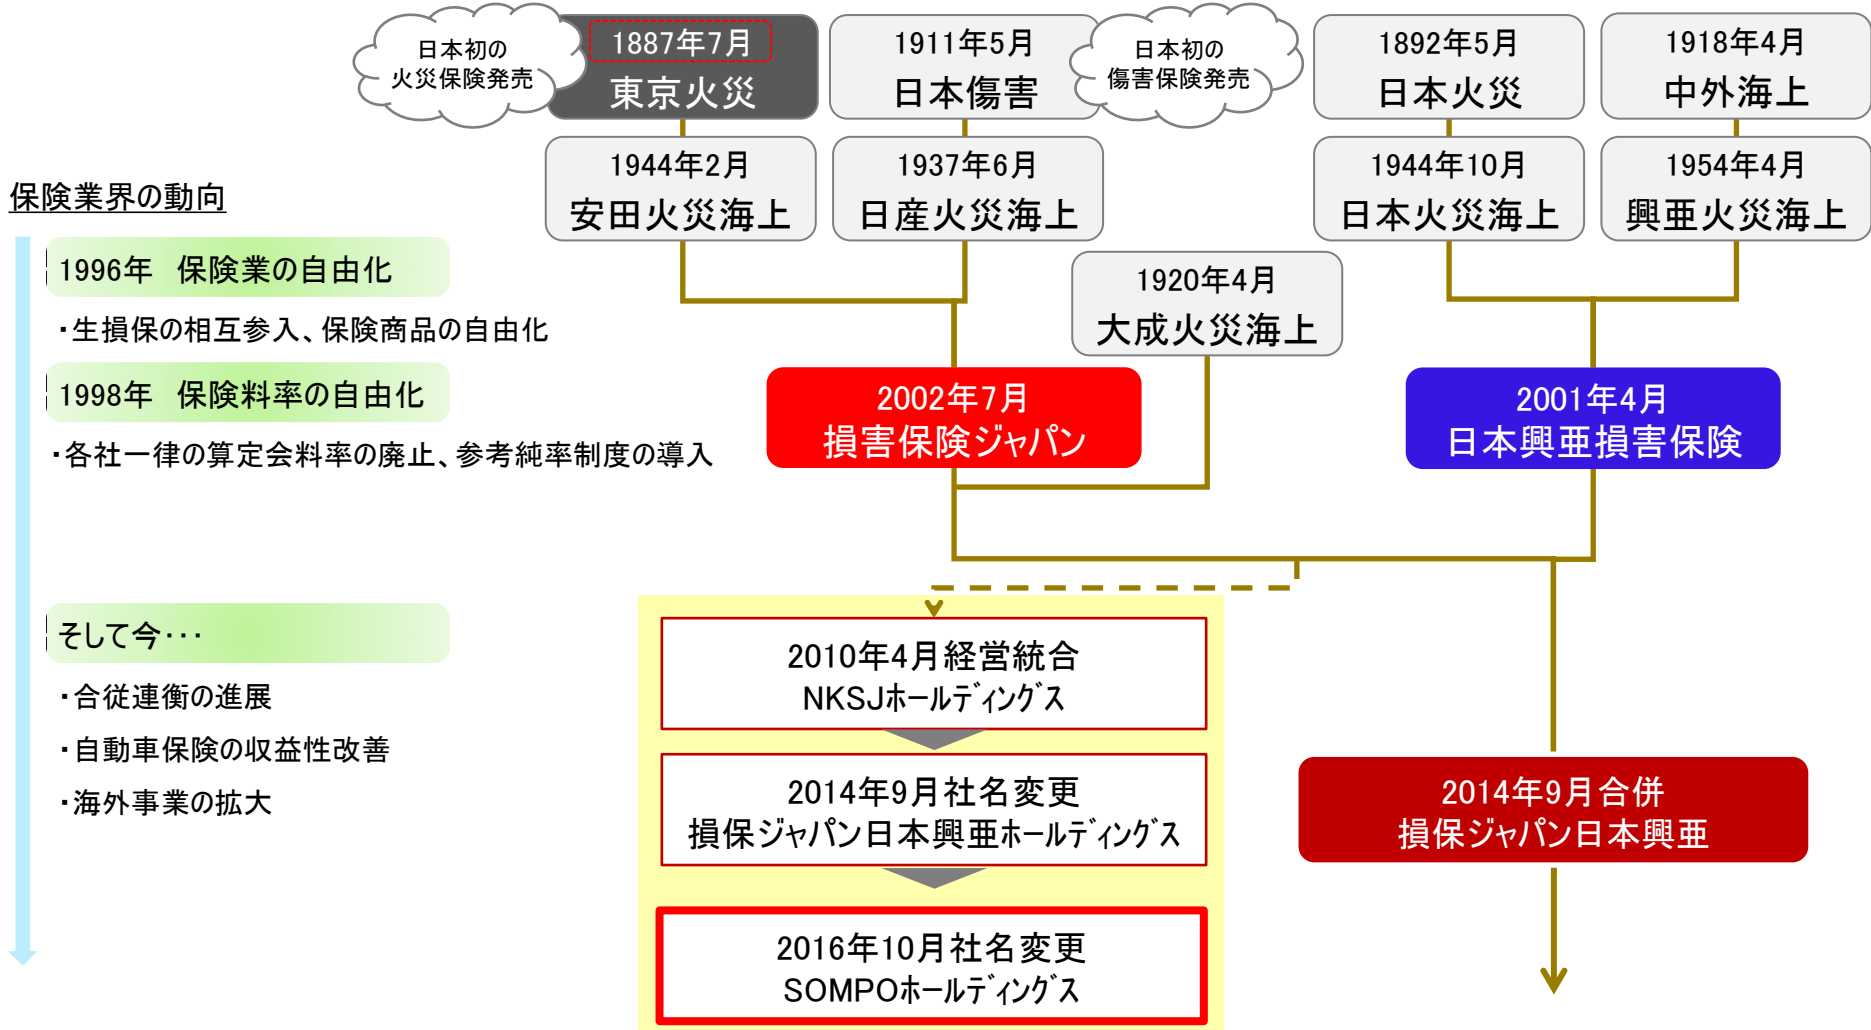 日本初の
火災保険発売
1887年7月
東京火災
1911年5月
日本傷害
日本初の
傷害保険発売
1892年5月
日本火災
1918年4月
中外海上
1944年2月
安田火災海上
1937年6月
日産火災海上
1944年10月
日本火災海上
1954年4月
興亜火災海上
保険業界の動向
1996年 保険業の自由化
・生損保の相互参入、保険商品の自由化
1998年 保険料率の自由化
・各社一律の算定会料率の廃止、参考純率制度の導入
1920年4月
大成火災海上
2002年7月
損害保険ジャパン
2001年4月
日本興亜損害保険
そして今・・・
・合従連衡の進展
・自動車保険の収益性改善
・海外事業の拡大
2010年4月経営統合
NKSJホールディングス
2014年9月社名変更
損保ジャパン日本興亜ホールディングス
2016年10月社名変更
SOMPOホールディングス
2014年9月合併
損保ジャパン日本興亜